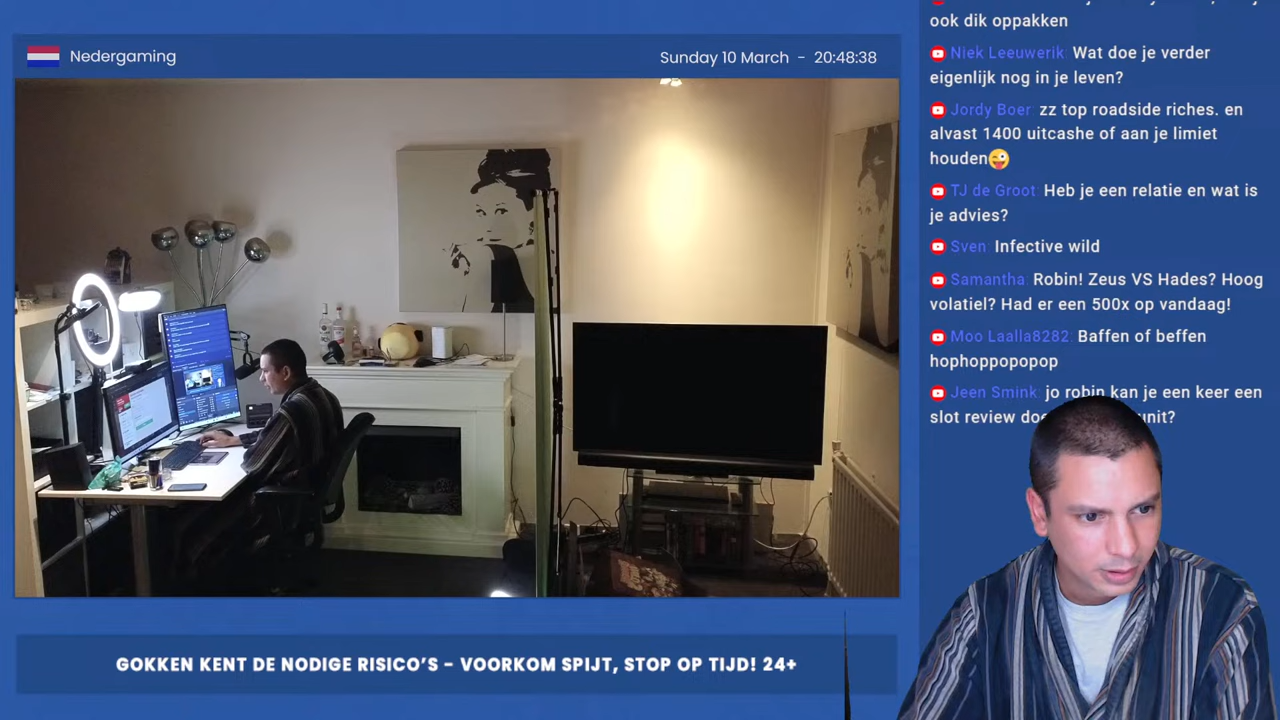 Nedergaming
Sunday 10 March - 20:48:38
ook dik oppakken
Niek Leeuwerik: Wat doe je verder
eigenlijk nog in je leven?
Jordy Boer: zz top roadside riches. en
alvast 1400 uitcashe of aan je limiet
houden😜
TJ de Groot: Heb je een relatie en wat is
je advies?
Sven: Infective wild
Samantha: Robin! Zeus VS Hades? Hoog
volatiel? Had er een 500x op vandaag!
Moo Laalla8282: Baffen of beffen
hophoppopopop
Jeen Smink: jo robin kan je een keer een
slot review
GOKKEN KENT DE NODIGE RISICO'S - VOORKOM SPIJT, STOP OP TIJD! 24+